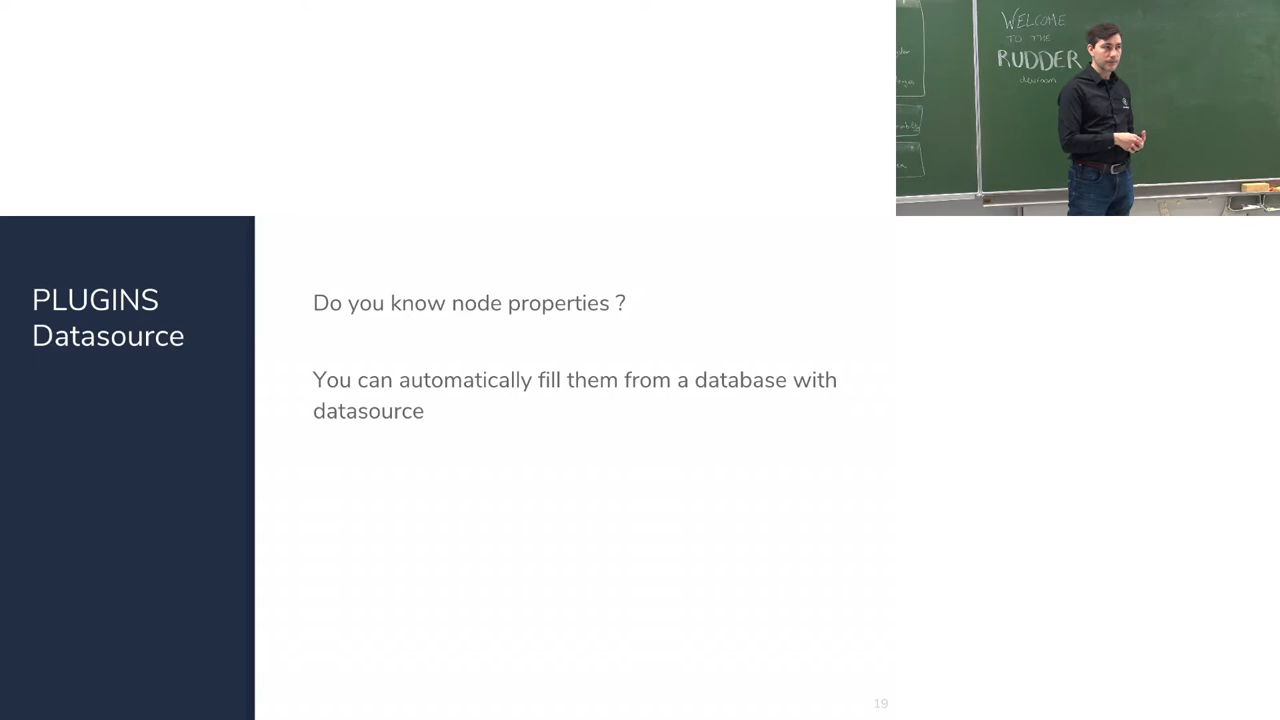 WELCOME
TO THE
RUDDER
PLUGINS
Datasource
Do you know node properties ?
You can automatically fill them from a database with
datasource
19